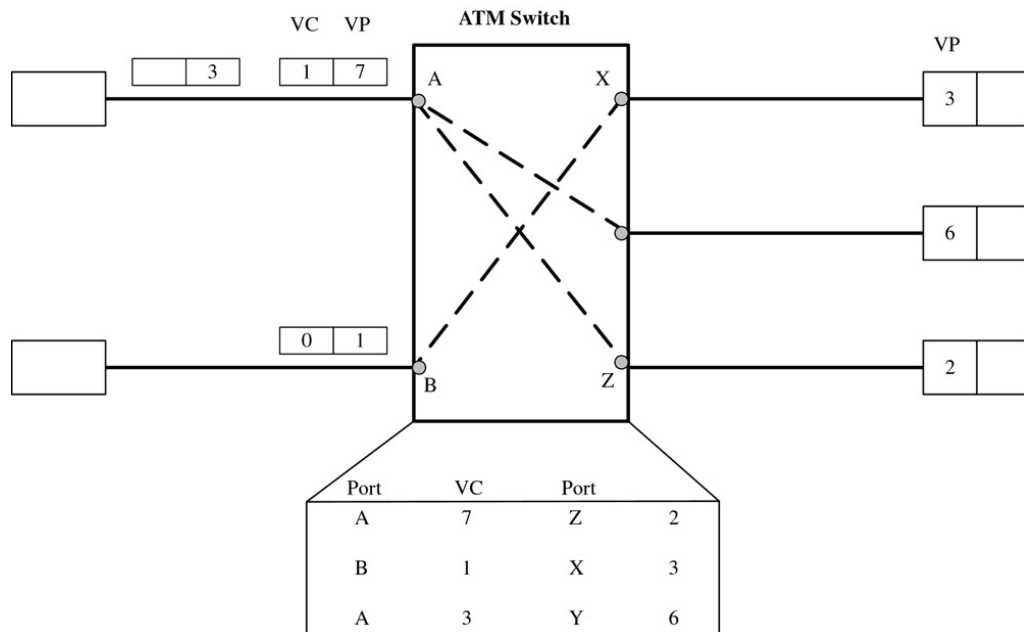 ATM Switch
VC VP
VP
3 1 7
A X
3
6
0 1
B Z
2
Port VC Port
A 7 Z 2
B 1 X 3
A 3 Y 6